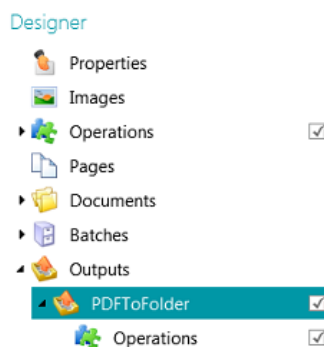 Designer
Properties
Images
Operations
Pages
Documents
Batches
Outputs
PDFToFolder
Operations